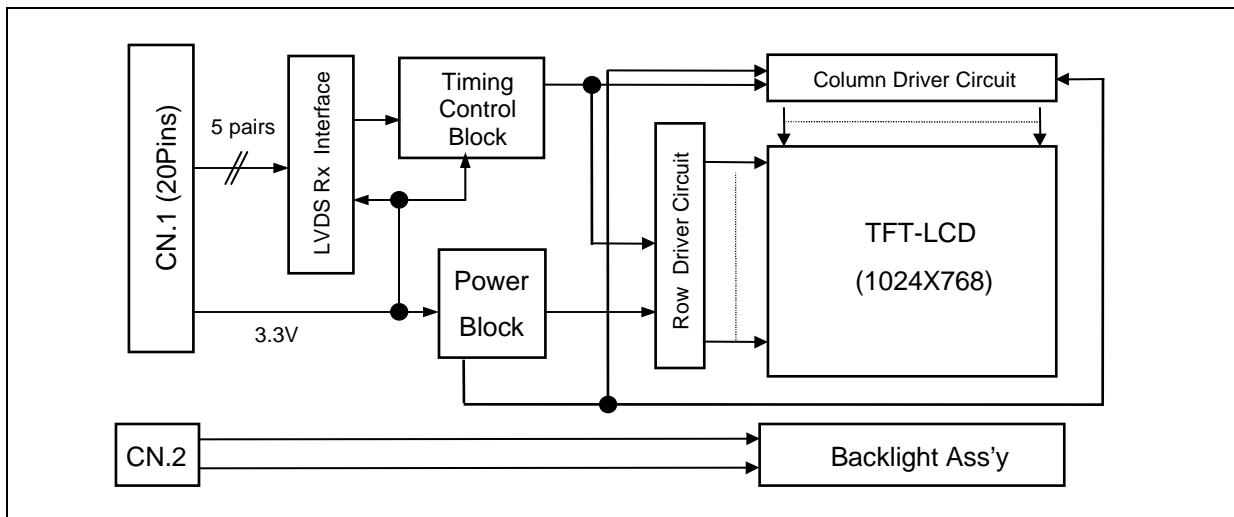 CN.1 (20Pins)
5 pairs
3.3V
LVDS Rx Interface
Timing
Control
Block
Power
Block
Row Driver Circuit
Column Driver Circuit
TFT-LCD
(1024X768)
CN.2
Backlight Ass'y